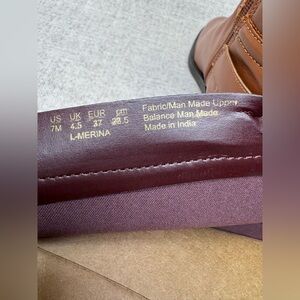 US UK EUR cm
7M 4.5 37 23.5
L-MERINA
Fabric/Man Made Upper
Balance Man Made
Made in India